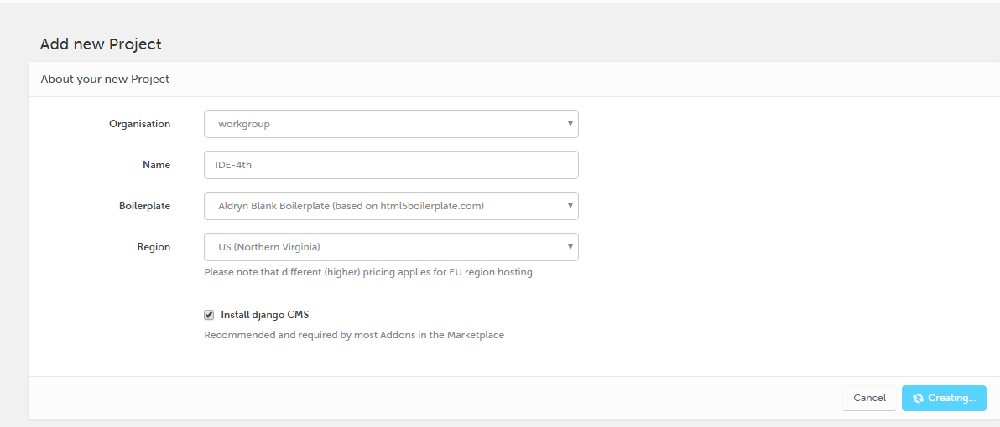 Add new Project
About your new Project
Organisation
workgroup
Name
IDE-4th
Boilerplate
Aldryn Blank Boilerplate (based on html5boilerplate.com)
Region
US (Northern Virginia)
Please note that different (higher) pricing applies for EU region hosting
Install django CMS
Recommended and required by most Addons in the Marketplace
Cancel
Creating...